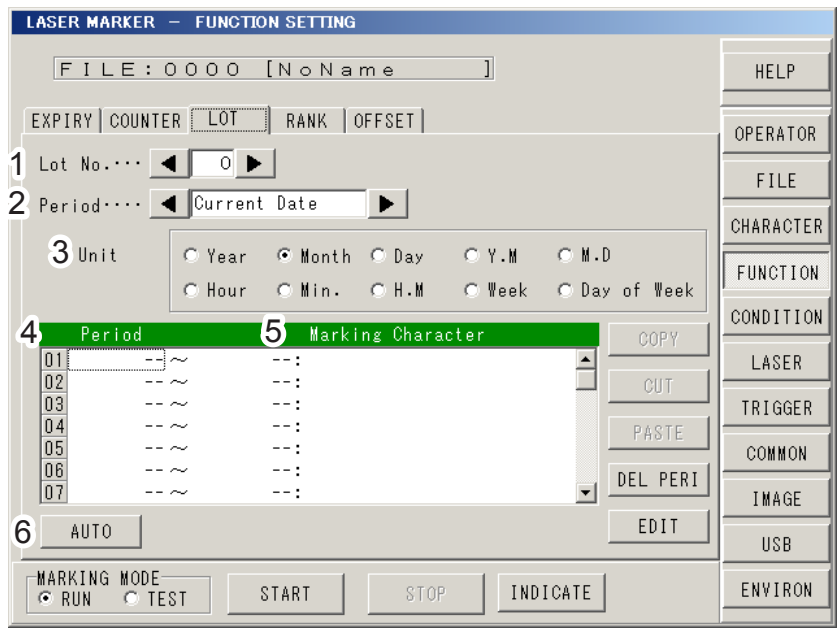 LASER MARKER － FUNCTION SETTING
FILE:0000 [NoName ]
HELP
EXPIRY COUNTER LOT RANK OFFSET
OPERATOR
1 Lot No.・・・ 0
FILE
2 Period・・・・ Current Date
CHARACTER
3 Unit Year Month Day Y.M M.D
FUNCTION
Hour Min. H.M Week Day of Week
CONDITION
4 Period 5 Marking Character
COPY
01 --～ --:
LASER
02 --～ --:
CUT
03 --～ --:
TRIGGER
04 --～ --:
PASTE
05 --～ --:
COMMON
06 --～ --:
DEL PERI
07 --～ --:
IMAGE
6 AUTO
EDIT
USB
MARKING MODE
RUN TEST
START
STOP
INDICATE
ENVIRON